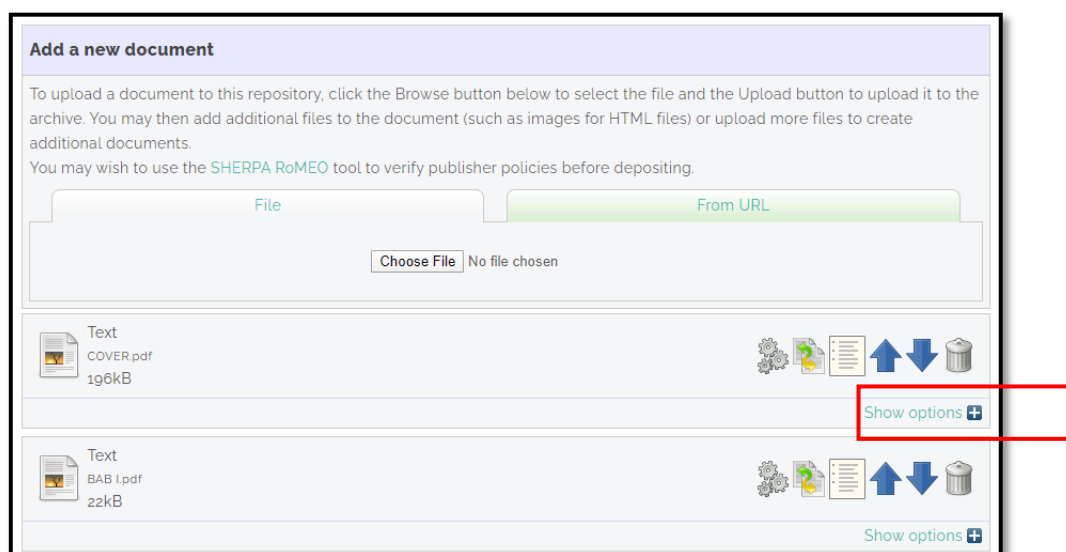 Add a new document
To upload a document to this repository, click the Browse button below to select the file and the Upload button to upload it to the
archive. You may then add additional files to the document (such as images for HTML files) or upload more files to create
additional documents.
You may wish to use the SHERPA RoMEO tool to verify publisher policies before depositing.
File
From URL
Choose File No file chosen
Text
COVER.pdf
196kB
Show options
Text
BAB I.pdf
22kB
Show options